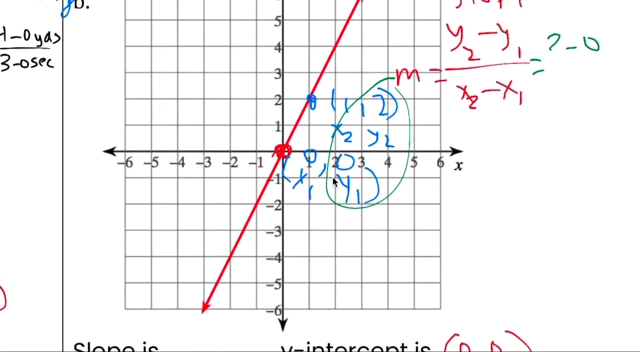 b.
4-0 yds
3-0 sec
5
4
3
2
1
-1
-2
-3
-4
-5
-6
-6 -5 -4 -3 -2 -1 1 2 3 4 5 6 x
m = y₂ - y₁ = 2 - 0
x₂ - x₁
(1, 2)
x₂ y₂
(0, 0)
x₁ y₁
Slope is y-intercept is (0, 0)